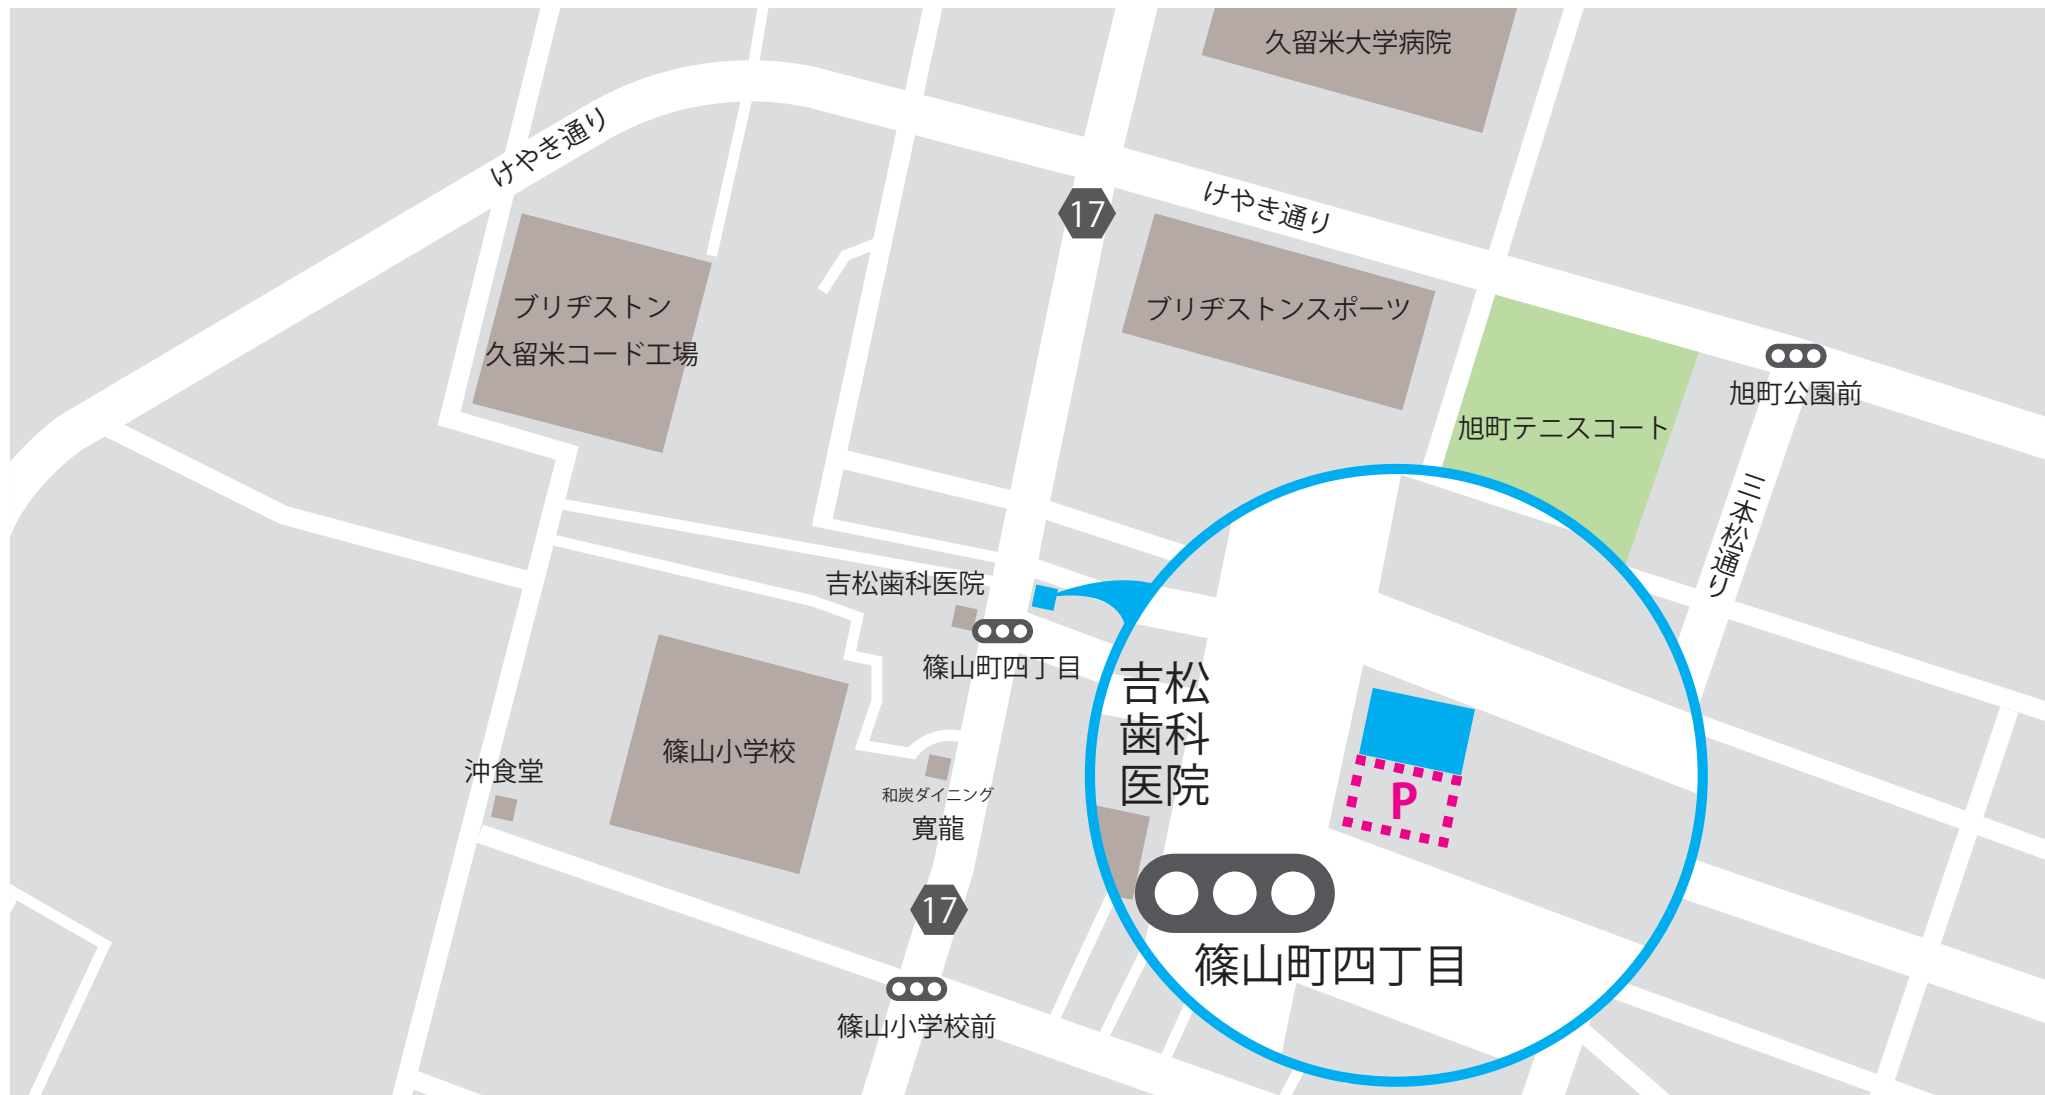 久留米大学病院
けやき通り
けやき通り
17
ブリヂストン
久留米コード工場
ブリヂストンスポーツ
旭町公園前
旭町テニスコート
三本松通り
吉松歯科医院
篠山町四丁目
吉松
歯科
医院
篠山小学校
沖食堂
和炭ダイニング
寛龍
P
17
篠山町四丁目
篠山小学校前